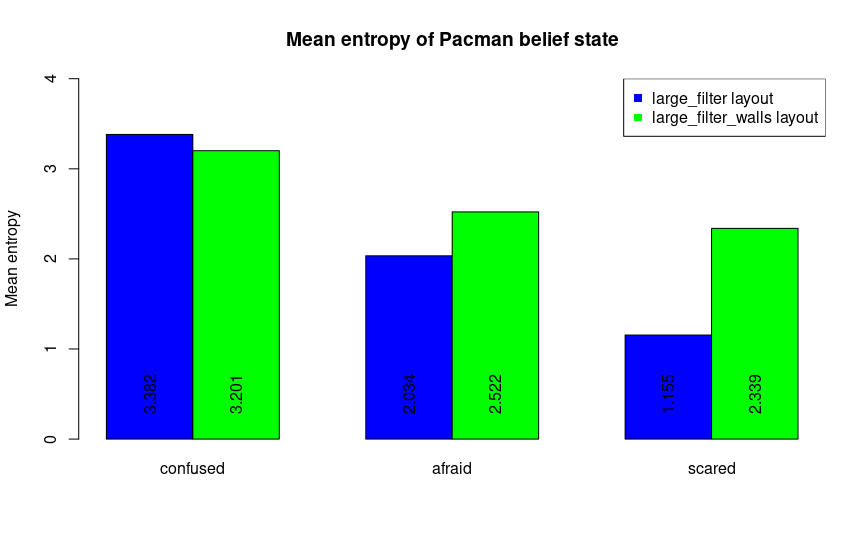 Mean entropy of Pacman belief state
large_filter layout
large_filter_walls layout
Mean entropy
4
3
2
1
0
3.382
3.201
2.034
2.522
1.155
2.339
confused
afraid
scared